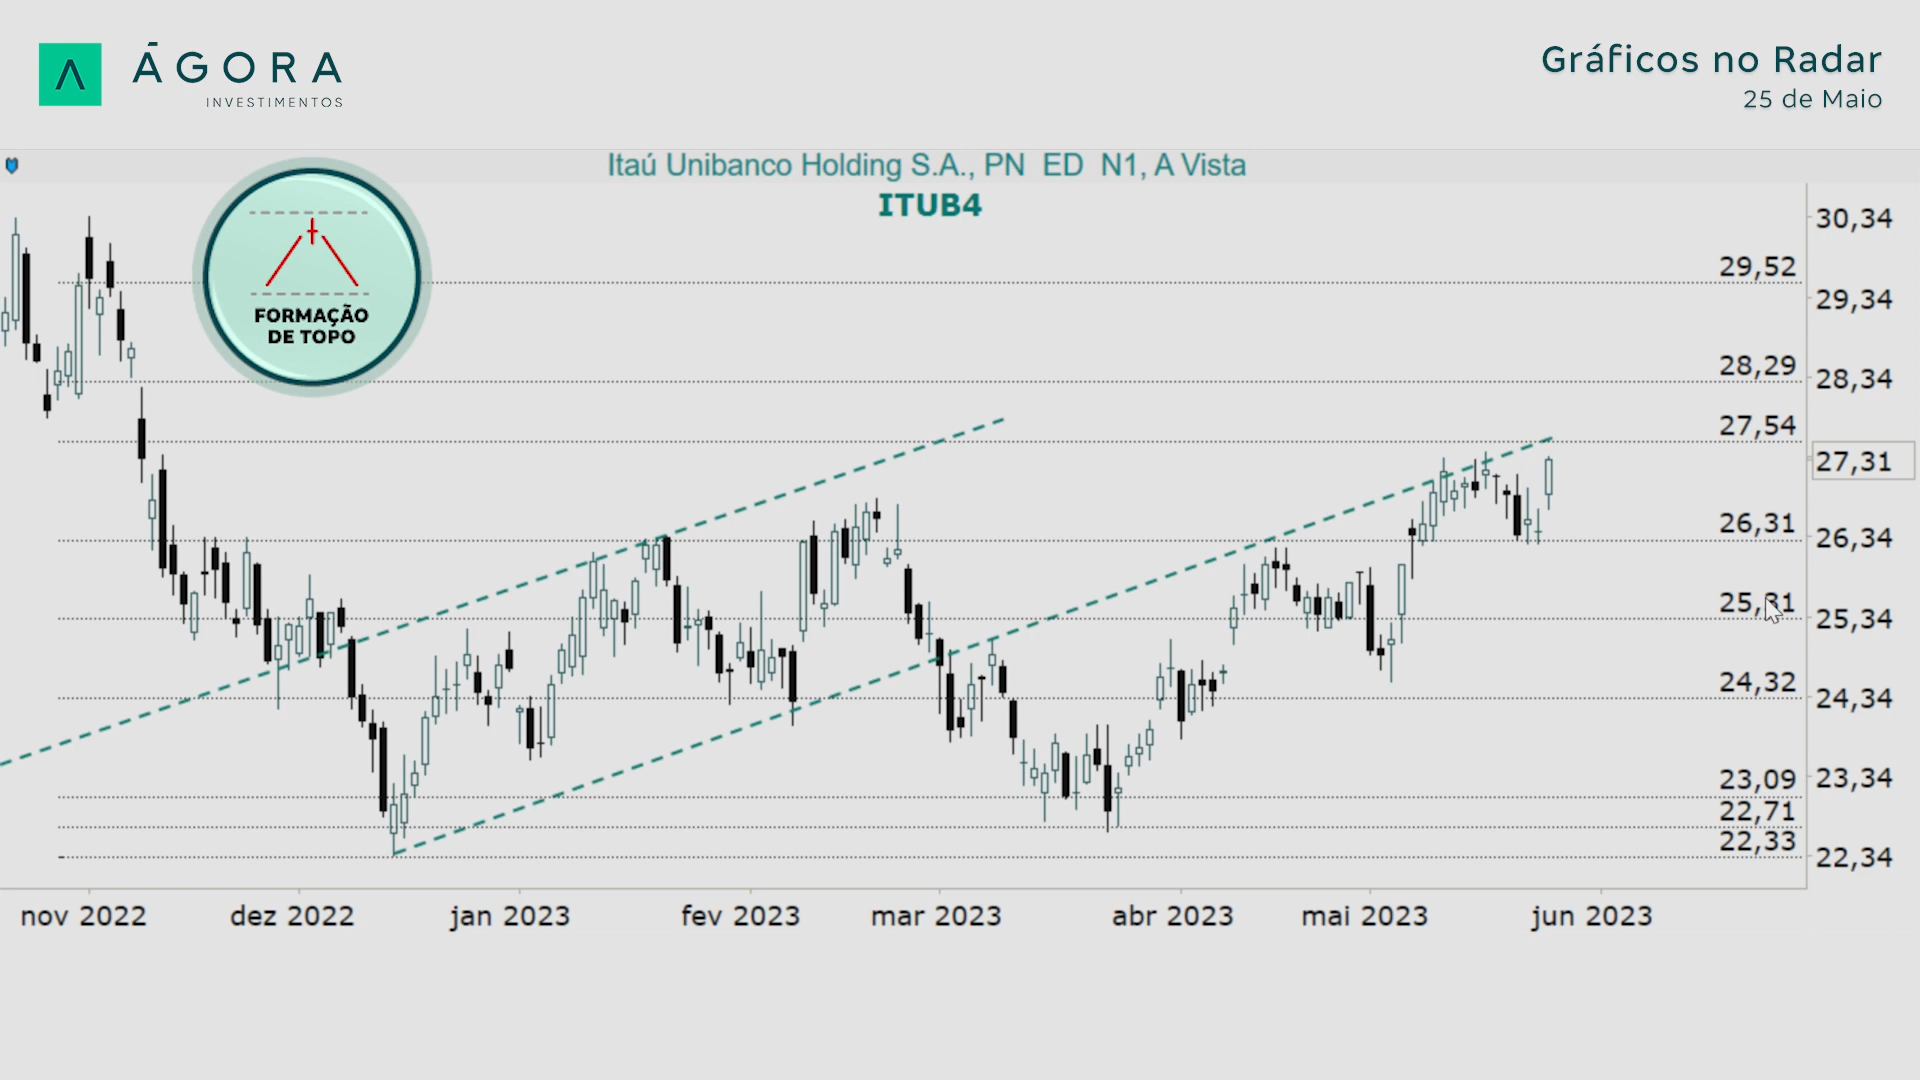 ÁGORA
INVESTIMENTOS
Gráficos no Radar
25 de Maio
Itaú Unibanco Holding S.A., PN ED N1, A Vista
ITUB4
FORMAÇÃO
DE TOPO
29,52
28,29
27,54
26,31
24,32
23,09
22,71
22,33
30,34
29,34
28,34
27,31
26,34
25,34
24,34
23,34
22,34
nov 2022
dez 2022
jan 2023
fev 2023
mar 2023
abr 2023
mai 2023
jun 2023